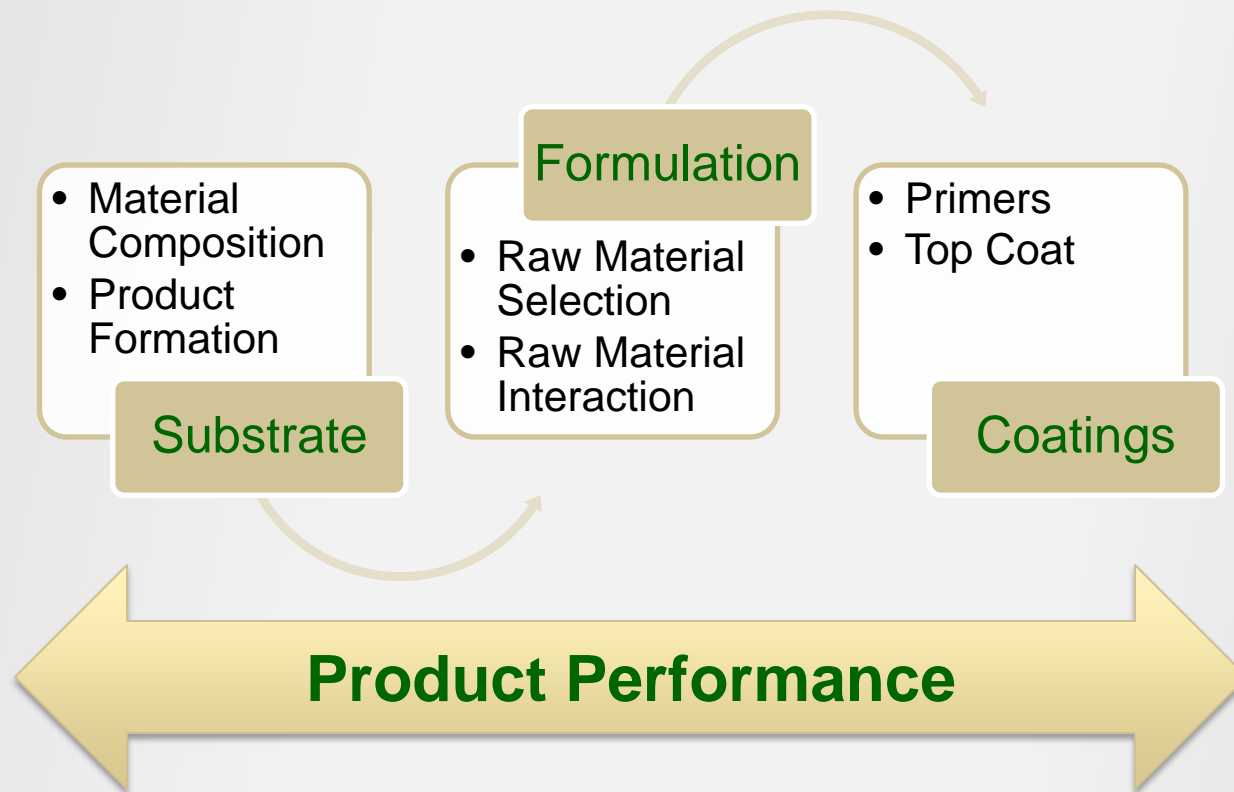 • Material
Composition
• Product
Formation
Substrate
Formulation
• Raw Material
Selection
• Raw Material
Interaction
• Primers
• Top Coat
Coatings
Product Performance